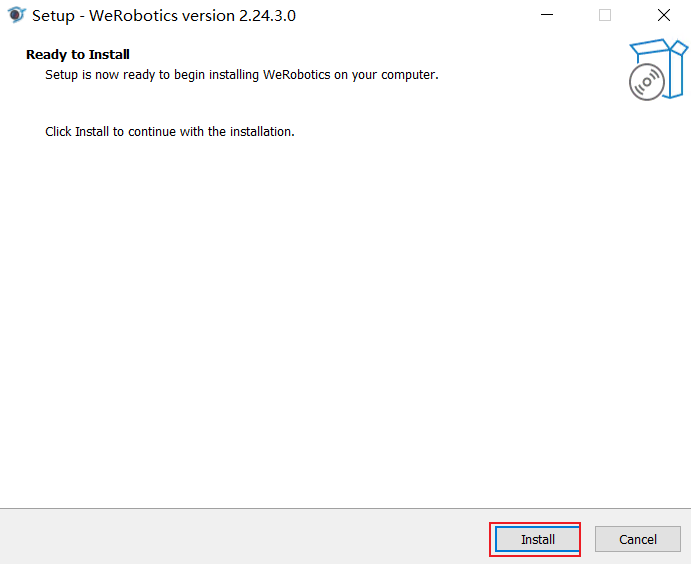 Setup - WeRobotics version 2.24.3.0
Ready to Install
Setup is now ready to begin installing WeRobotics on your computer.
Click Install to continue with the installation.
Install Cancel